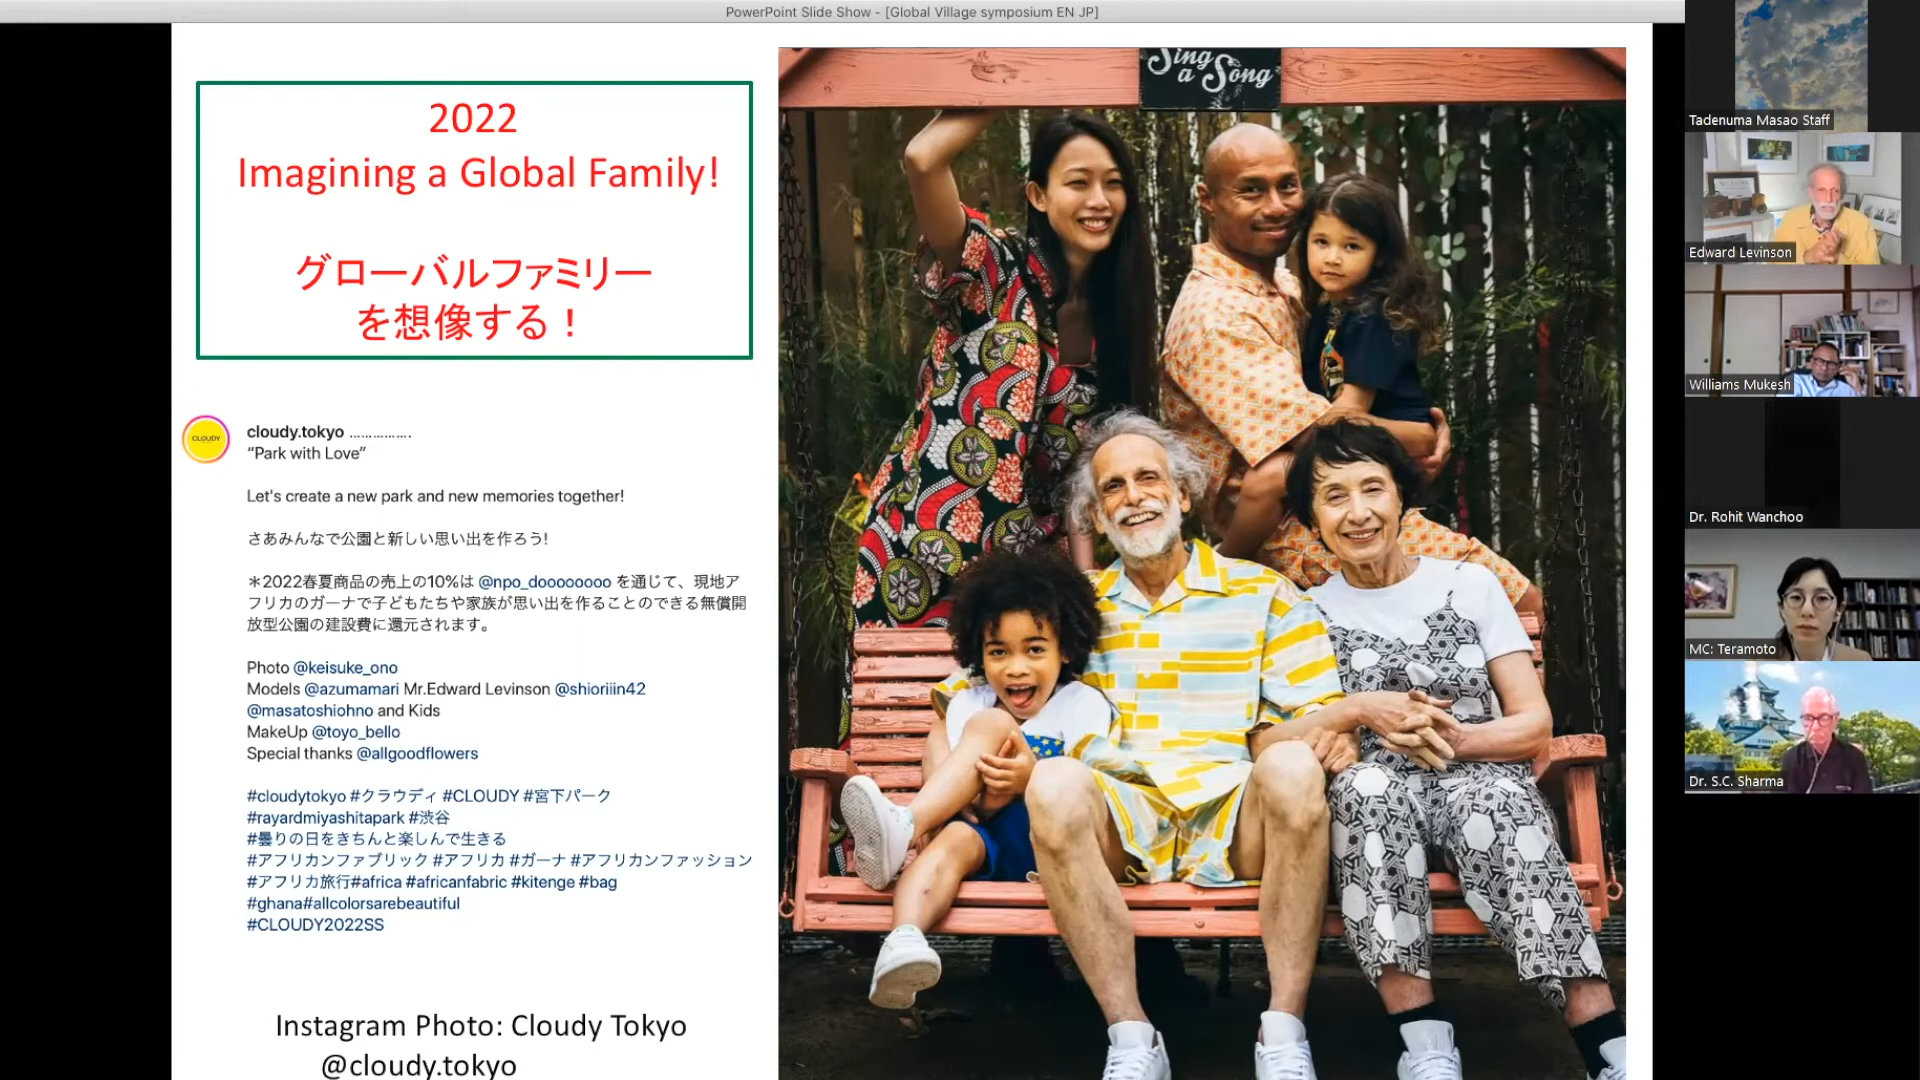 PowerPoint Slide Show - [Global Village symposium EN JP]
2022
Imagining a Global Family!
グローバルファミリー
を想像する！
CLOUDY
cloudy.tokyo ................
“Park with Love”
Let's create a new park and new memories together!
さあみんなで公園と新しい思い出を作ろう!
＊2022春夏商品の売上の10%は @npo_doooooooo を通じて、現地ア
フリカのガーナで子どもたちや家族が思い出を作ることのできる無償開
放型公園の建設費に還元されます。
Photo @keisuke_ono
Models @azumamari Mr.Edward Levinson @shioriiin42
@masatoshiohno and Kids
MakeUp @toyo_bello
Special thanks @allgoodflowers
#cloudytokyo #クラウディ #CLOUDY #宮下パーク
#rayardmiyashitapark #渋谷
#曇りの日をきちんと楽しんで生きる
#アフリカンファブリック #アフリカ #ガーナ #アフリカンファッション
#アフリカ旅行#africa #africanfabric #kitenge #bag
#ghana#allcolorsarebeautiful
#CLOUDY2022SS
Instagram Photo: Cloudy Tokyo
@cloudy.tokyo
Sing
a Song
Tadenuma Masao Staff
Edward Levinson
Williams Mukesh
Dr. Rohit Wanchoo
MC: Teramoto
Dr. S.C. Sharma